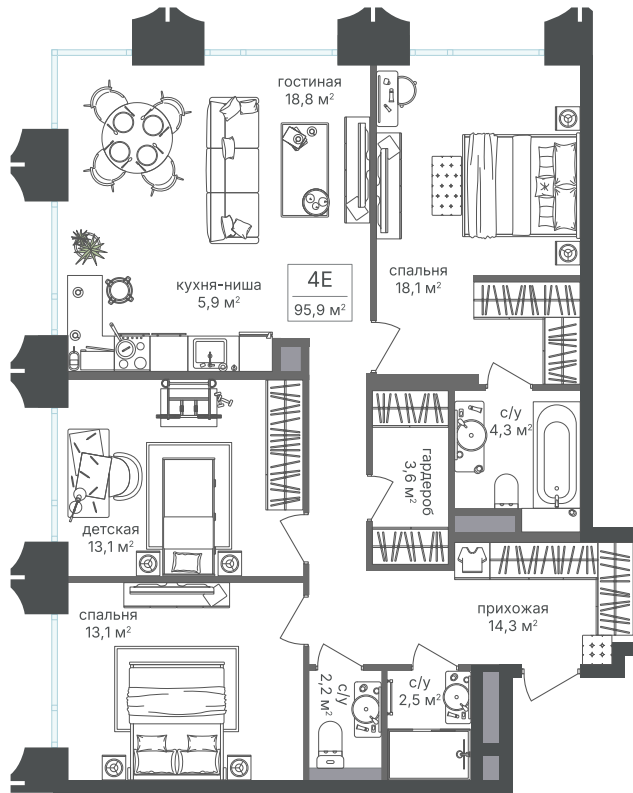 гостиная
18,8 м²
кухня-ниша
5,9 м²
4Е
95,9 м²
спальня
18,1 м²
с/у
4,3 м²
гардероб
3,6 м²
детская
13,1 м²
спальня
13,1 м²
прихожая
14,3 м²
с/у
2,2 м²
с/у
2,5 м²